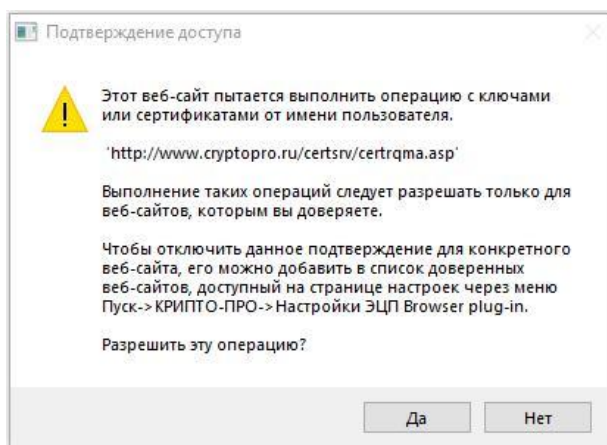 Подтверждение доступа
Этот веб-сайт пытается выполнить операцию с ключами
или сертификатами от имени пользователя.
'http://www.cryptopro.ru/certsrv/certrqma.asp'
Выполнение таких операций следует разрешать только для
веб-сайтов, которым вы доверяете.
Чтобы отключить данное подтверждение для конкретного
веб-сайта, его можно добавить в список доверенных
веб-сайтов, доступный на странице настроек через меню
Пуск->КРИПТО-ПРО->Настройки ЭЦП Browser plug-in.
Разрешить эту операцию?
Да Нет